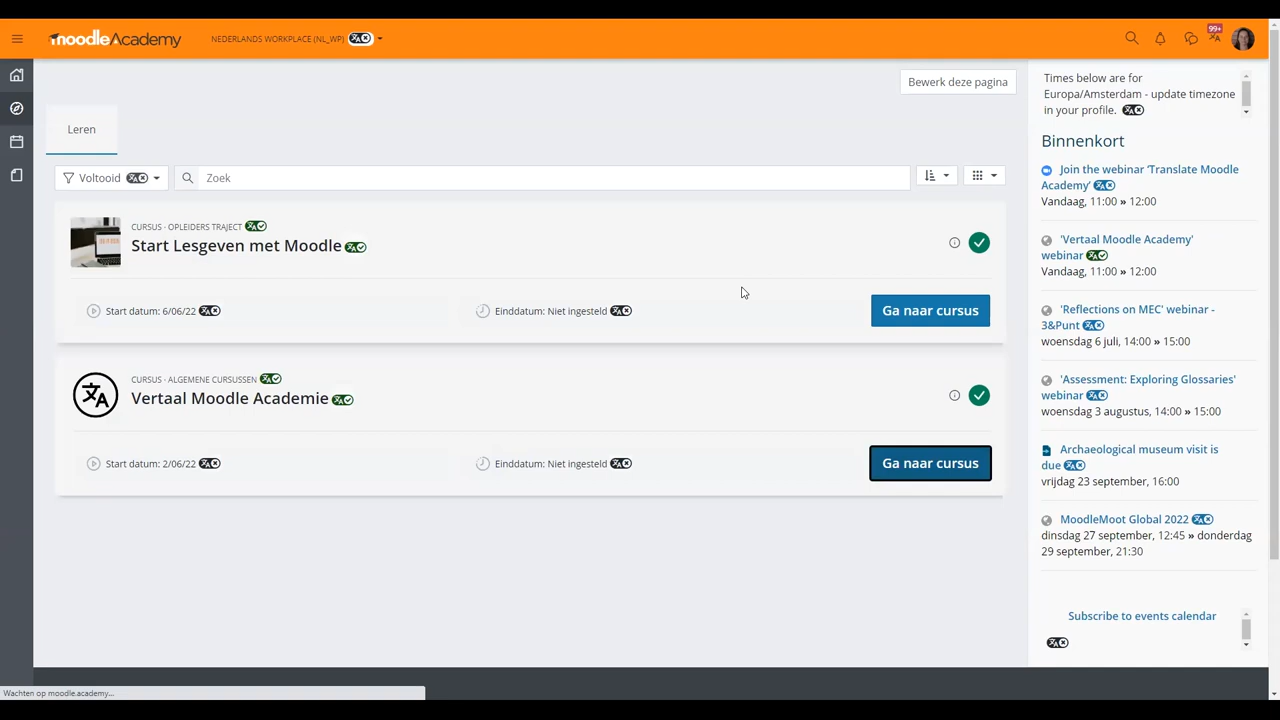 moodleAcademy
NEDERLANDS WORKPLACE (NL_WP)
99+
Bewerk deze pagina
Leren
Voltooid
Zoek
CURSUS - OPLEIDERS TRAJECT
Start Lesgeven met Moodle
Start datum: 6/06/22
Einddatum: Niet ingesteld
Ga naar cursus
CURSUS - ALGEMENE CURSUSSEN
Vertaal Moodle Academie
Start datum: 2/06/22
Einddatum: Niet ingesteld
Ga naar cursus
Times below are for
Europa/Amsterdam - update timezone
in your profile.
Binnenkort
Join the webinar ‘Translate Moodle
Academy’
Vandaag, 11:00 » 12:00
'Vertaal Moodle Academy'
webinar
Vandaag, 11:00 » 12:00
'Reflections on MEC' webinar -
3&Punt
woensdag 6 juli, 14:00 » 15:00
'Assessment: Exploring Glossaries'
webinar
woensdag 3 augustus, 14:00 » 15:00
Archaeological museum visit is
due
vrijdag 23 september, 16:00
MoodleMoot Global 2022
dinsdag 27 september, 12:45 » donderdag
29 september, 21:30
Subscribe to events calendar
Wachten op moodle.academy...